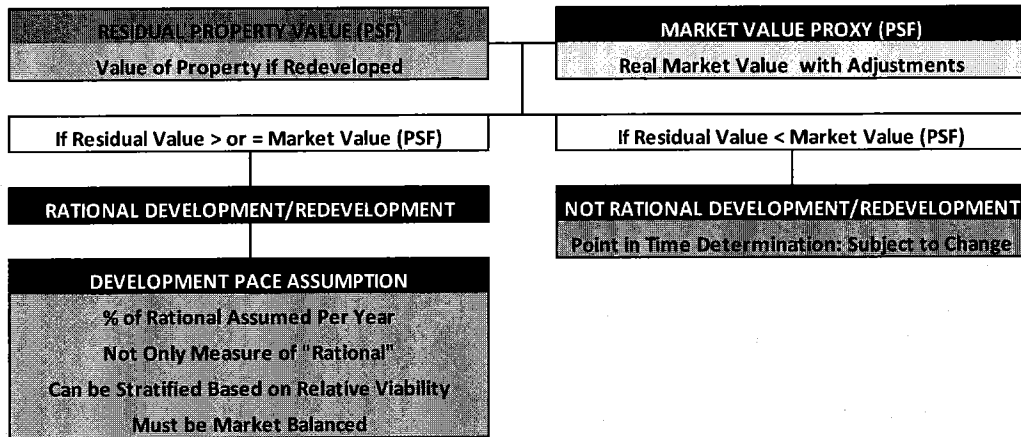 RESIDUAL PROPERTY VALUE (PSF)
Value of Property if Redeveloped
MARKET VALUE PROXY (PSF)
Real Market Value with Adjustments
If Residual Value > or = Market Value (PSF)
If Residual Value < Market Value (PSF)
RATIONAL DEVELOPMENT/REDEVELOPMENT
NOT RATIONAL DEVELOPMENT/REDEVELOPMENT
Point in Time Determination: Subject to Change
DEVELOPMENT PACE ASSUMPTION
% of Rational Assumed Per Year
Not Only Measure of "Rational"
Can be Stratified Based on Relative Viability
Must be Market Balanced